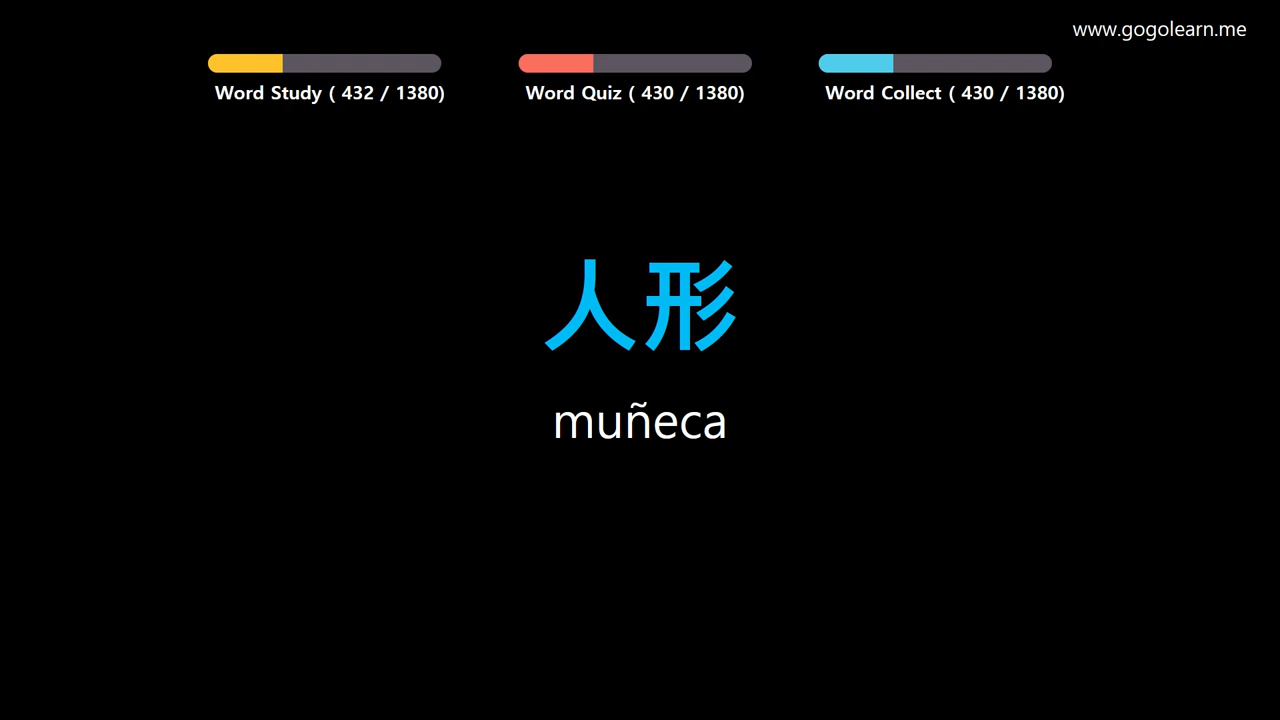 www.gogolearn.me
Word Study ( 432 / 1380)
Word Quiz ( 430 / 1380)
Word Collect ( 430 / 1380)
人形
muñeca